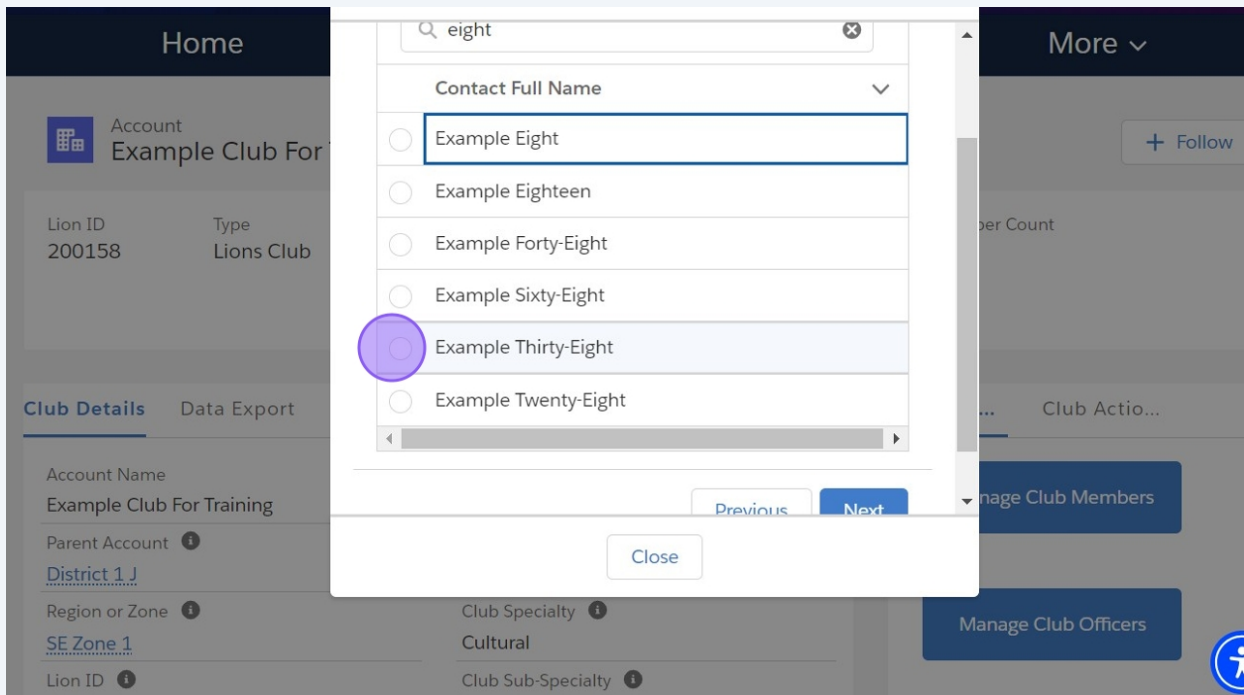 Home
More
eight
Contact Full Name
Example Eight
Example Eighteen
Example Forty-Eight
Example Sixty-Eight
Example Thirty-Eight
Example Twenty-Eight
Previous
Next
Close
Account
Example Club For
+ Follow
Lion ID
200158
Type
Lions Club
Count
Club Details
Data Export
Club Actio...
Account Name
Example Club For Training
Parent Account
District 1 J
Region or Zone
SE Zone 1
Lion ID
Club Specialty
Cultural
Club Sub-Specialty
nage Club Members
Manage Club Officers